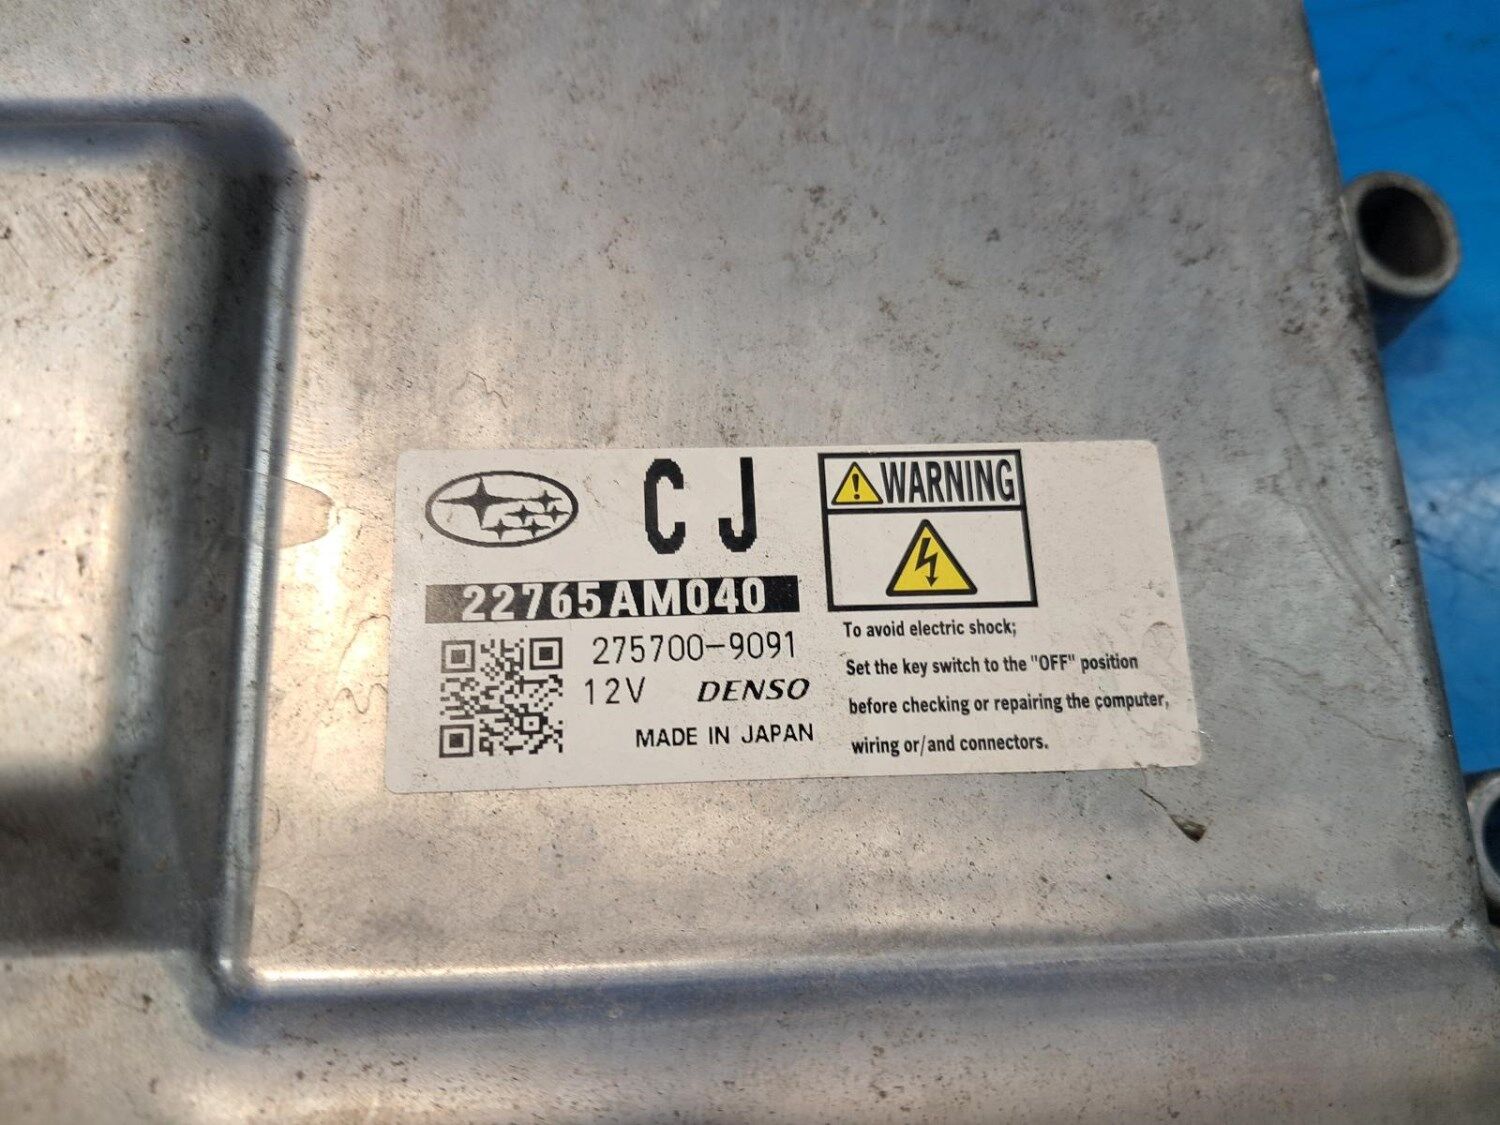 CJ
22765AM040
275700-9091
12V DENSO
MADE IN JAPAN
WARNING
To avoid electric shock;
Set the key switch to the "OFF" position
before checking or repairing the computer,
wiring or/and connectors.